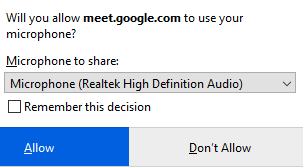 Will you allow meet.google.com to use your
microphone?
Microphone to share:
Microphone (Realtek High Definition Audio)
Remember this decision
Allow
Don't Allow